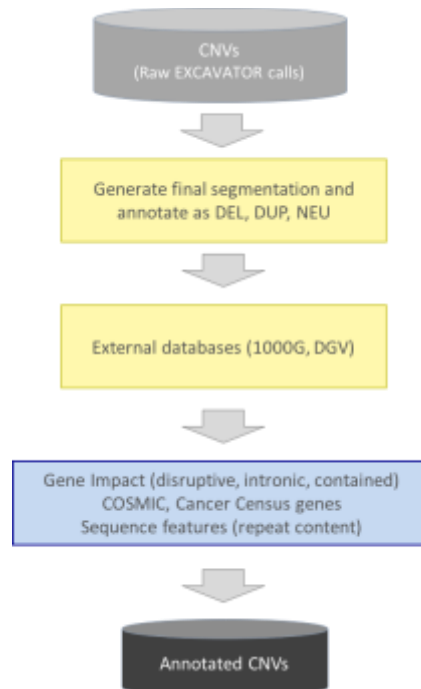 CNVs
(Raw EXCAVATOR calls)
Generate final segmentation and
annotate as DEL, DUP, NEU
External databases (1000G, DGV)
Gene Impact (disruptive, intronic, contained)
COSMIC, Cancer Census genes
Sequence features (repeat content)
Annotated CNVs